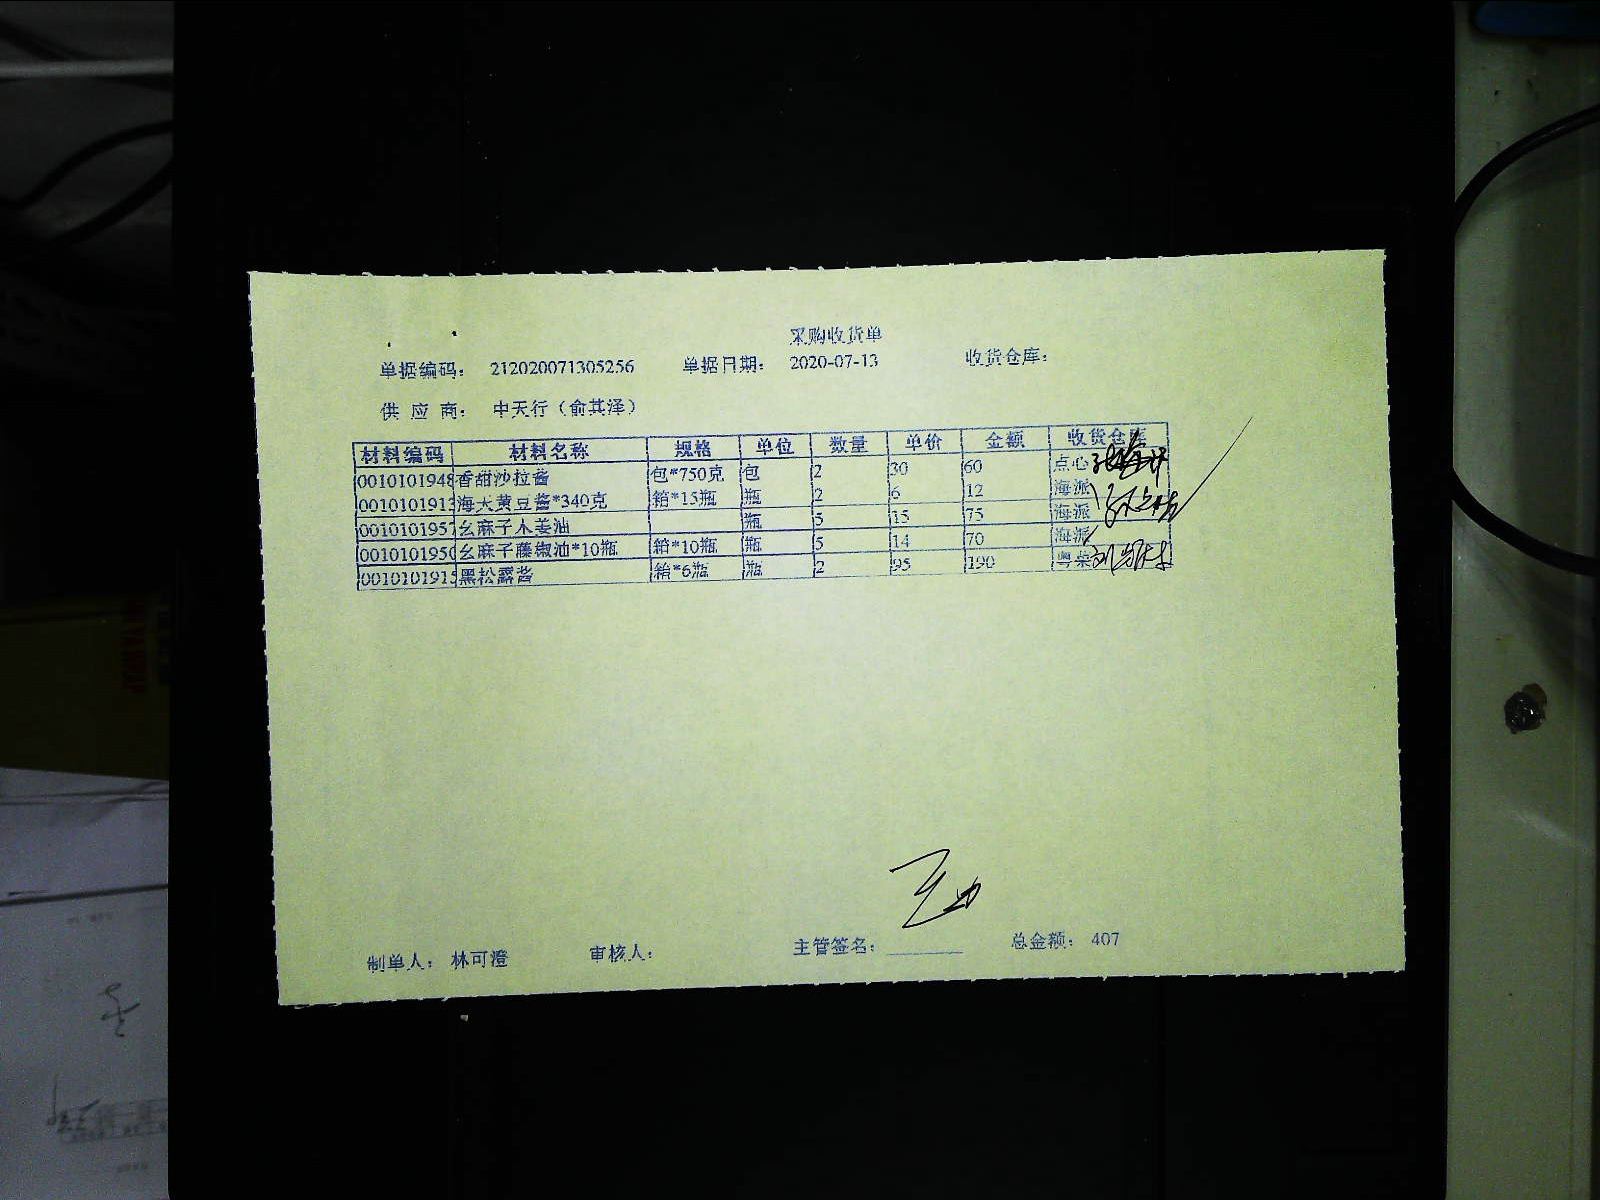 采购收货单
单据编码： 212020071305256 单据日期： 2020-07-13 收货仓库：
供 应 商： 中天行（俞其泽）
材料编码 材料名称 规格 单位 数量 单价 金额 收货仓库
0010101948 香甜沙拉酱 包*750克 包 2 30 60 点心
0010101913 海天黄豆酱*340克 箱*15瓶 瓶 2 6 12 海派
0010101957 幺麻子木姜油 瓶 5 15 75 海派
0010101950 幺麻子藤椒油*10瓶 箱*10瓶 瓶 5 14 70 海派
0010101915 黑松露酱 箱*6瓶 瓶 2 95 190 粤菜
制单人： 林可澄 审核人： 主管签名： 总金额： 407